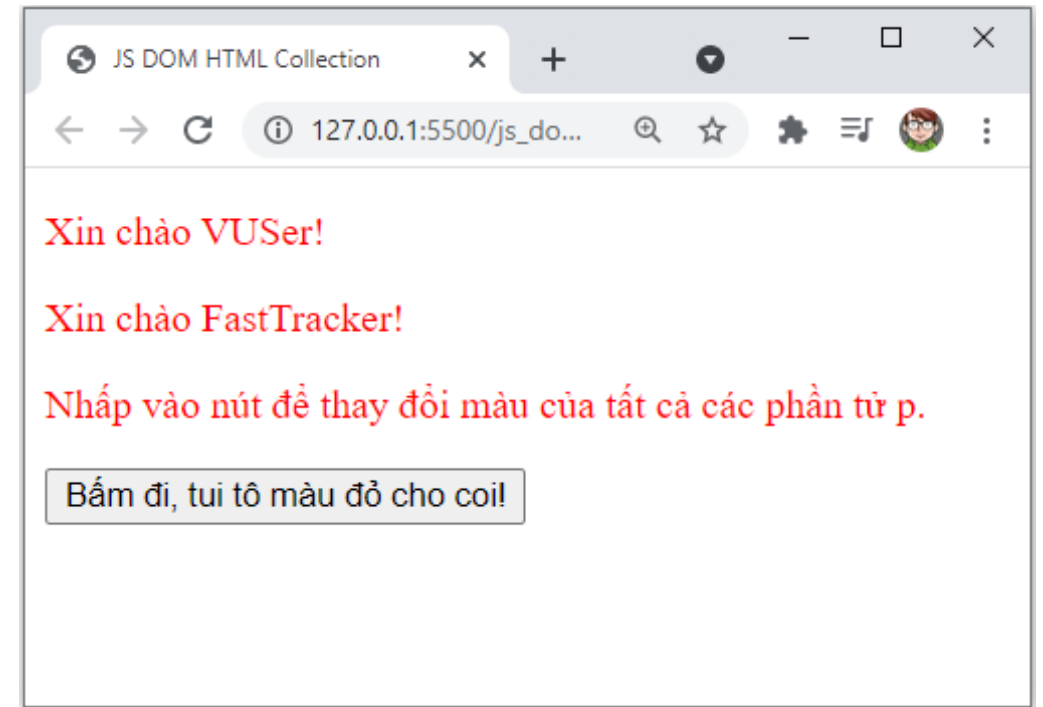 JS DOM HTML Collection
127.0.0.1:5500/js_do...
Xin chào VUSer!
Xin chào FastTracker!
Nhấp vào nút để thay đổi màu của tất cả các phần tử p.
Bấm đi, tui tô màu đỏ cho coi!